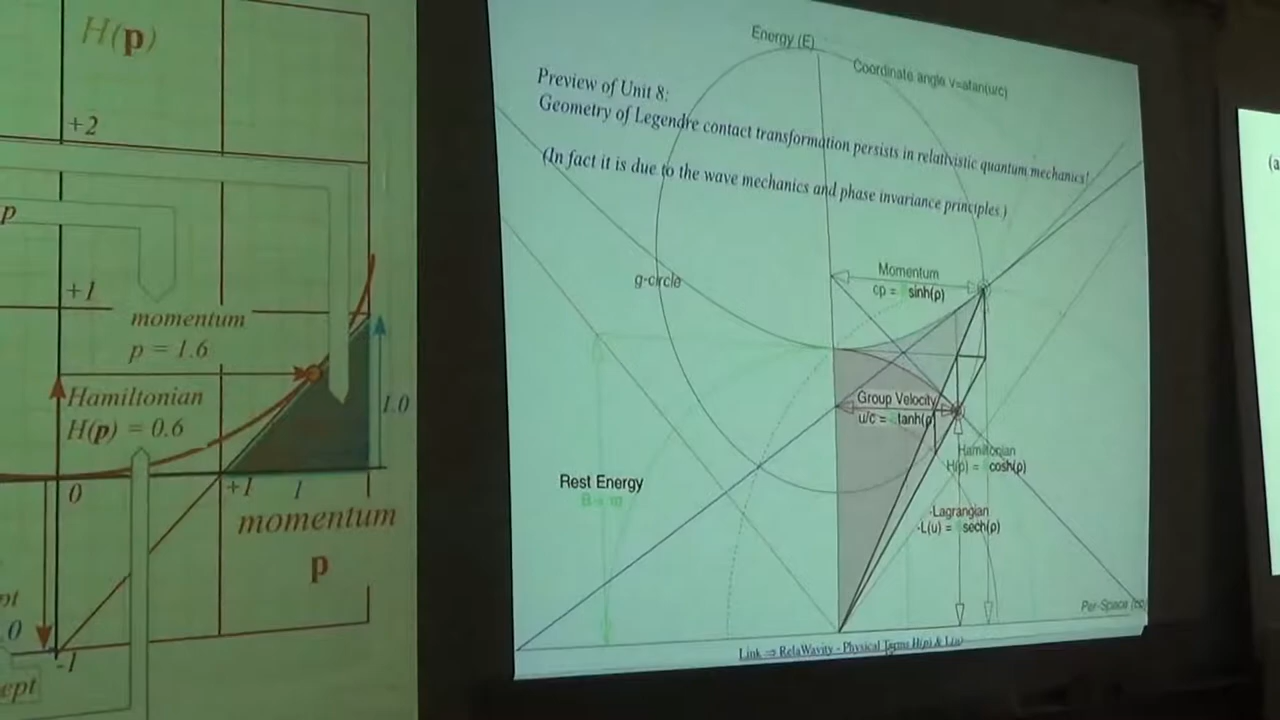 H(p)
+2
p
+1
momentum
p = 1.6
Hamiltonian
H(p) = 0.6
1.0
0
+1
1
momentum
p
-1
Energy (E)
Coordinate angle v=atan(u/c)
Preview of Unit 8:
Geometry of Legendre contact transformation persists in relativistic quantum mechanics!
(In fact it is due to the wave mechanics and phase invariance principles.)
g-circle
Momentum
cp = sinh(ρ)
Group Velocity
u/c = tanh(ρ)
Hamiltonian
H(p) = cosh(ρ)
Rest Energy
-Lagrangian
-L(u) = sech(ρ)
Per-Space
Link ⇒ RelaWavity - Physical Terms H(p) & L(u)
(a